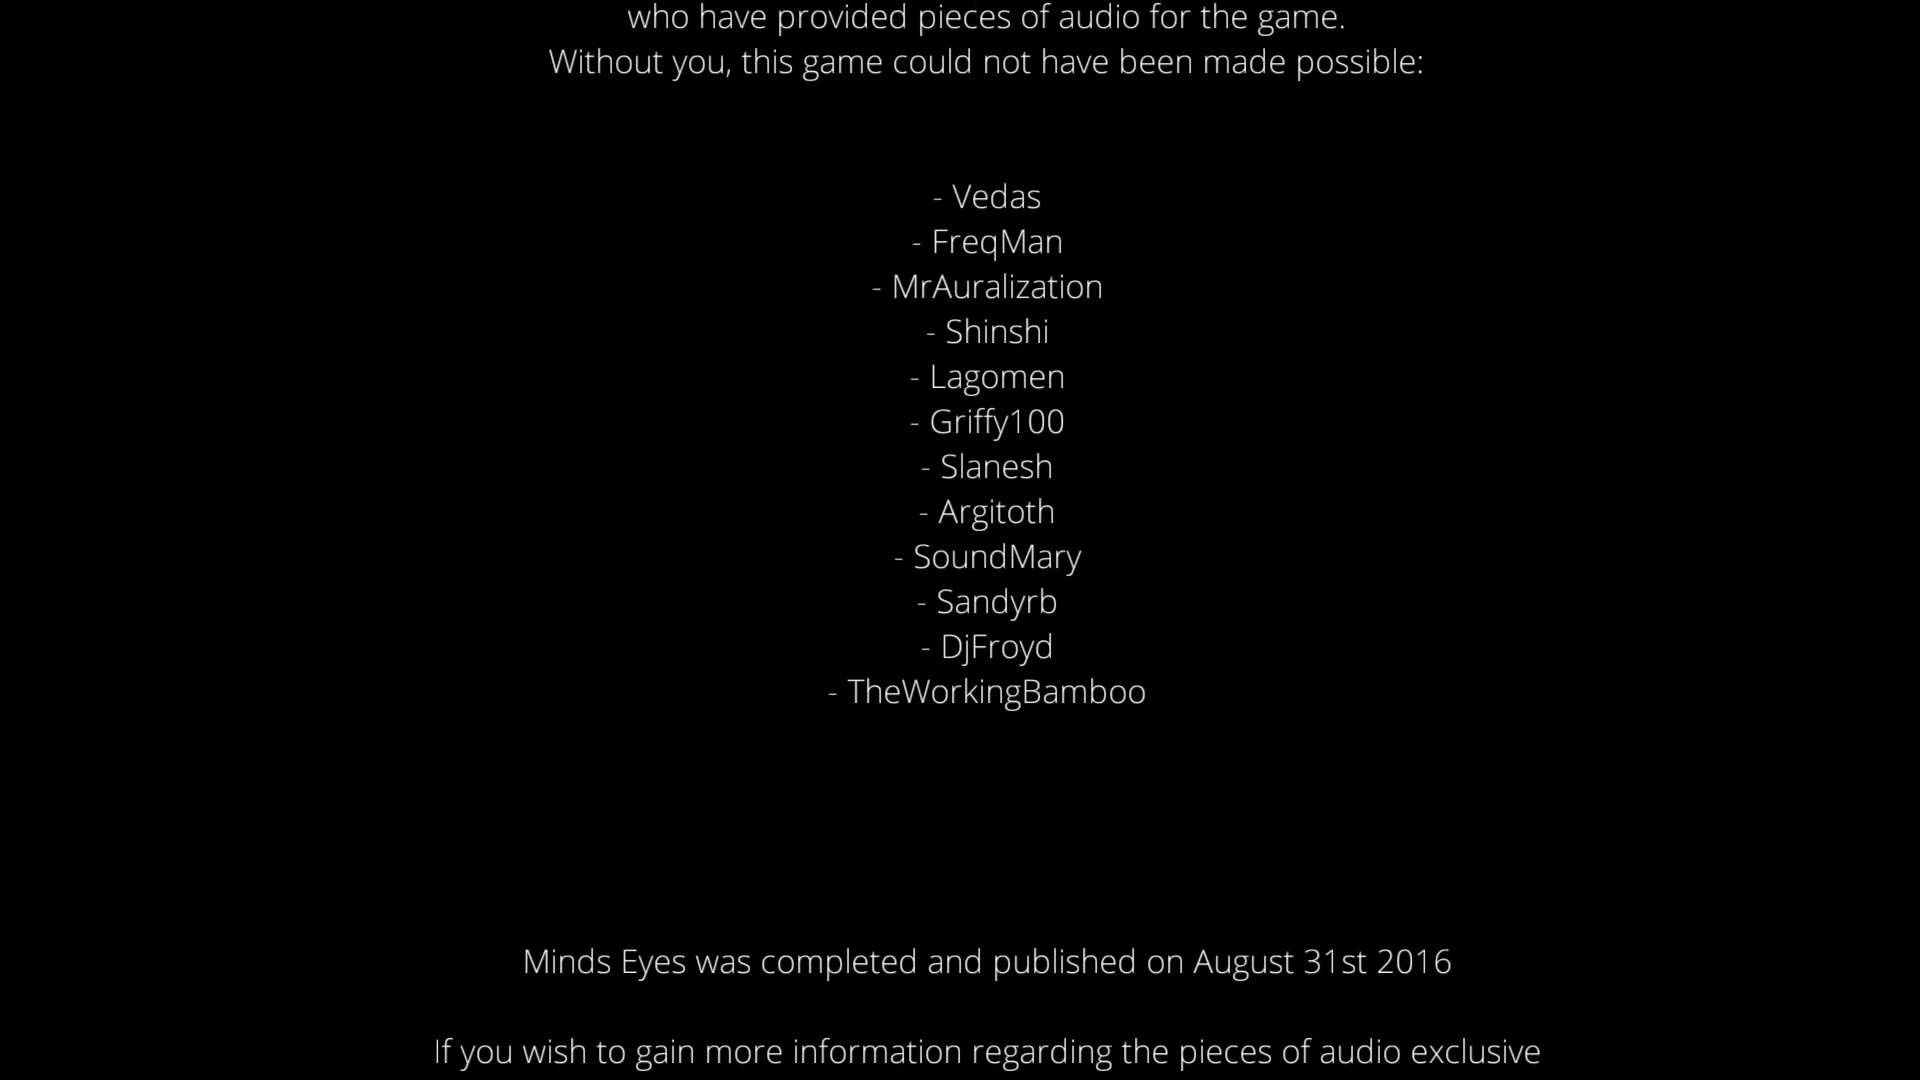 who have provided pieces of audio for the game.
Without you, this game could not have been made possible:
- Vedas
- FreqMan
- MrAuralization
- Shinshi
- Lagomen
- Griffy100
- Slanesh
- Argitoth
- SoundMary
- Sandyrb
- DjFroyd
- TheWorkingBamboo
Minds Eyes was completed and published on August 31st 2016
If you wish to gain more information regarding the pieces of audio exclusive